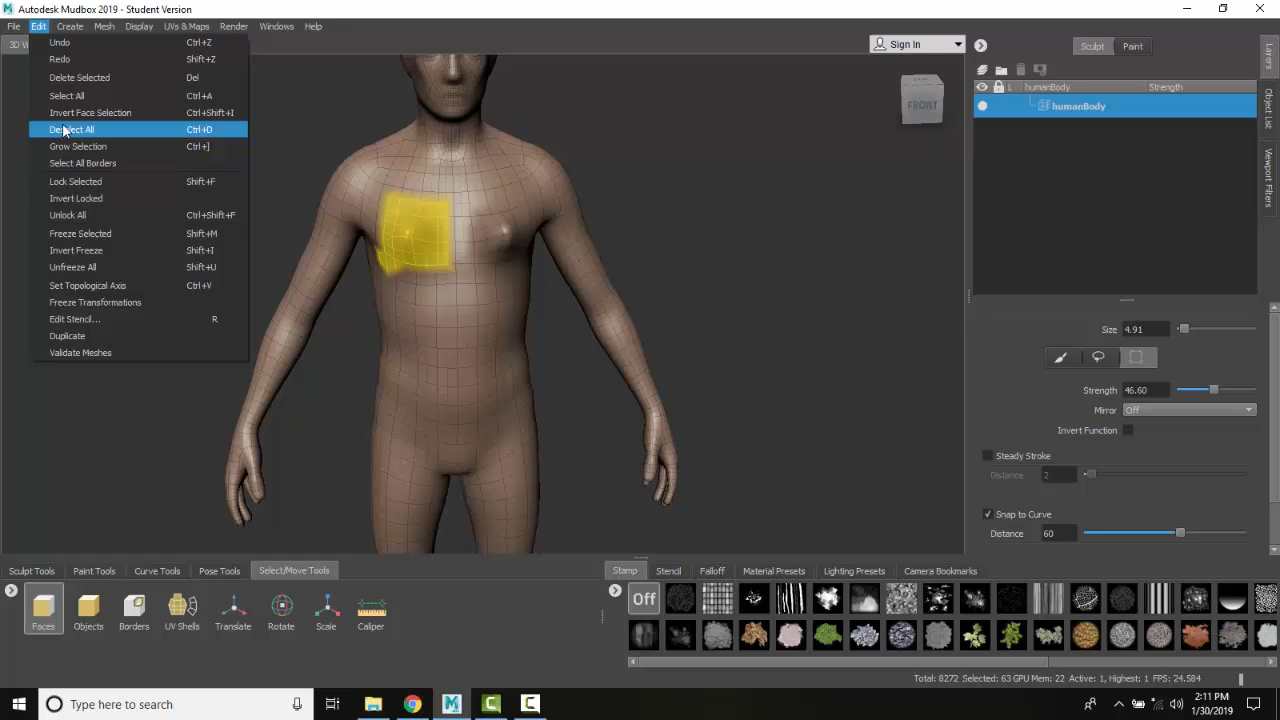 Autodesk Mudbox 2019 - Student Version
File Edit Create Mesh Display UVs & Maps Render Windows Help
Undo Ctrl+Z
Redo Shift+Z
Delete Selected Del
Select All Ctrl+A
Invert Face Selection Ctrl+Shift+I
Deselect All Ctrl+D
Grow Selection Ctrl+]
Select All Borders
Lock Selected Shift+F
Invert Locked
Unlock All Ctrl+Shift+F
Freeze Selected Shift+M
Invert Freeze Shift+I
Unfreeze All Shift+U
Set Topological Axis Ctrl+V
Freeze Transformations
Edit Stencil... R
Duplicate
Validate Meshes
Sign In
FRONT
Sculpt Paint
L humanBody Strength
humanBody
Layers
Object List
Viewport Filters
Size 4.91
Strength 46.60
Mirror Off
Invert Function
Steady Stroke
Distance 2
Snap to Curve
Distance 60
Sculpt Tools Paint Tools Curve Tools Pose Tools Select/Move Tools
Faces Objects Borders UV Shells Translate Rotate Scale Caliper
Stamp Stencil Falloff Material Presets Lighting Presets Camera Bookmarks
Off
Total: 8272 Selected: 63 GPU Mem: 22 Active: 1, Highest: 1 FPS: 24.584
Type here to search
2:11 PM
1/30/2019